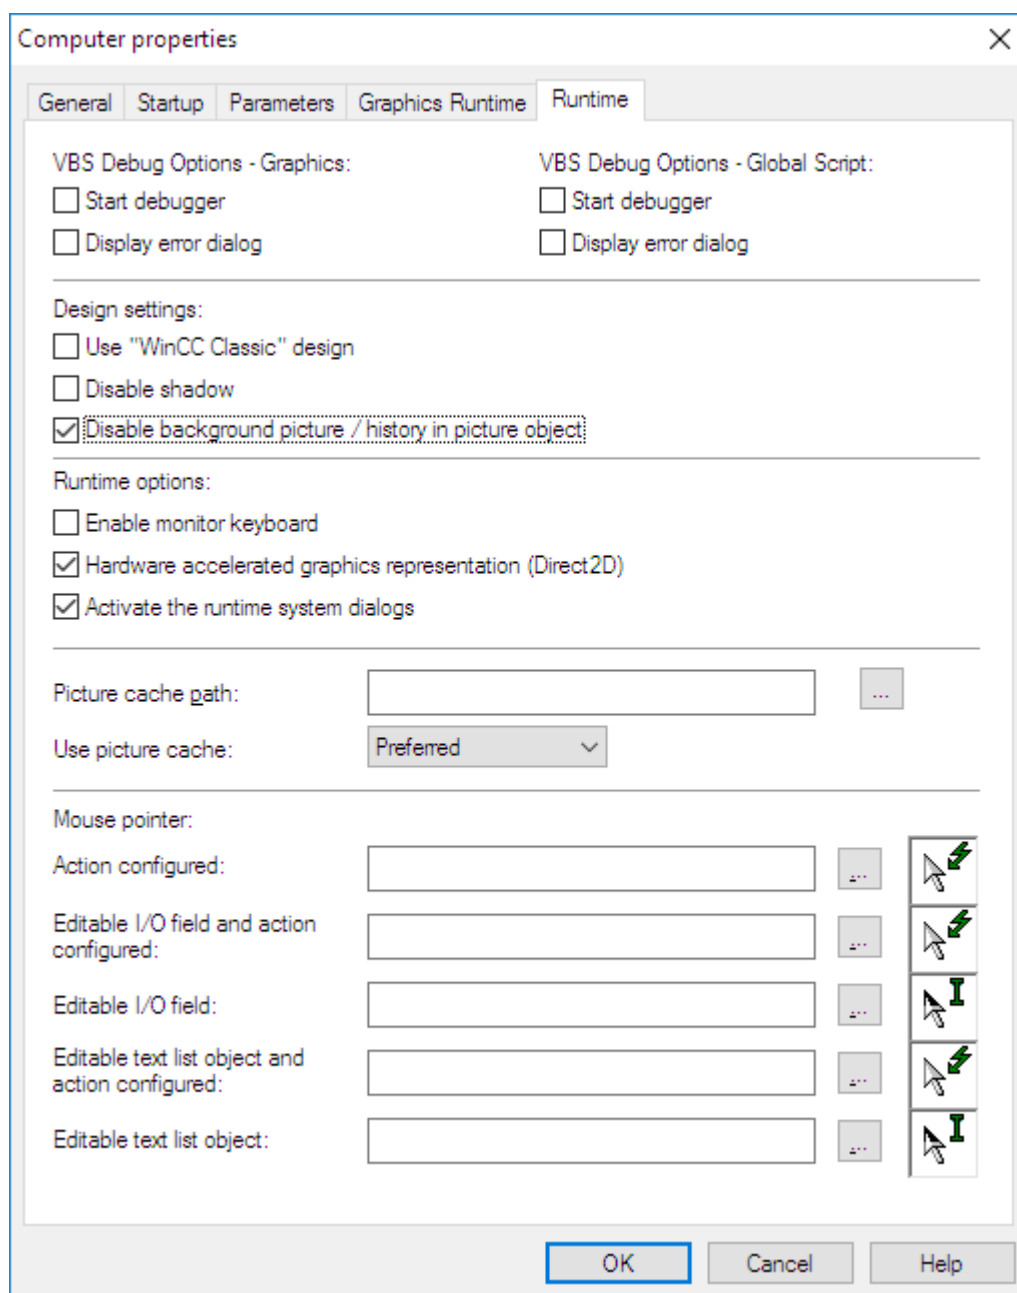 Computer properties
General Startup Parameters Graphics Runtime Runtime
VBS Debug Options - Graphics: VBS Debug Options - Global Script:
Start debugger Start debugger
Display error dialog Display error dialog
Design settings:
Use "WinCC Classic" design
Disable shadow
Disable background picture / history in picture object
Runtime options:
Enable monitor keyboard
Hardware accelerated graphics representation (Direct2D)
Activate the runtime system dialogs
Picture cache path: ...
Use picture cache: Preferred
Mouse pointer:
Action configured: ...
Editable I/O field and action
configured: ...
Editable I/O field: ...
Editable text list object and
action configured: ...
Editable text list object: ...
OK Cancel Help